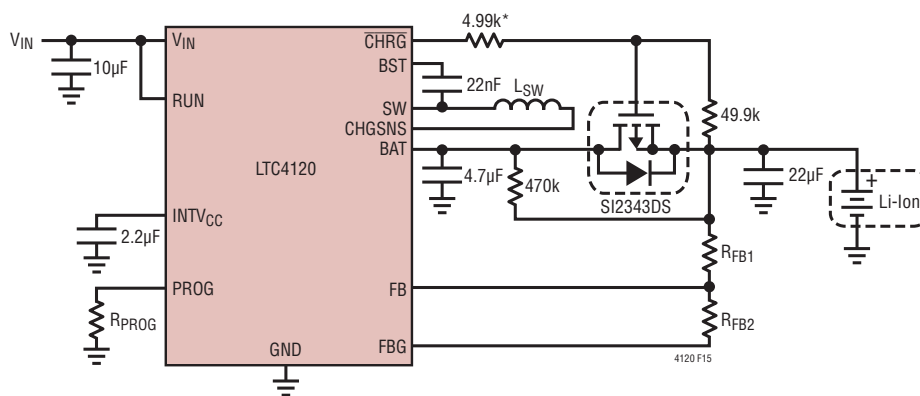 4.99k*
V_IN
V_IN
CHRG
BST
10µF
22nF
L_SW
RUN
SW
49.9k
CHGSNS
BAT
LTC4120
4.7µF
470k
22µF
+
Li-Ion
SI2343DS
INTV_CC
2.2µF
R_FB1
PROG
FB
R_PROG
R_FB2
GND
FBG
4120 F15